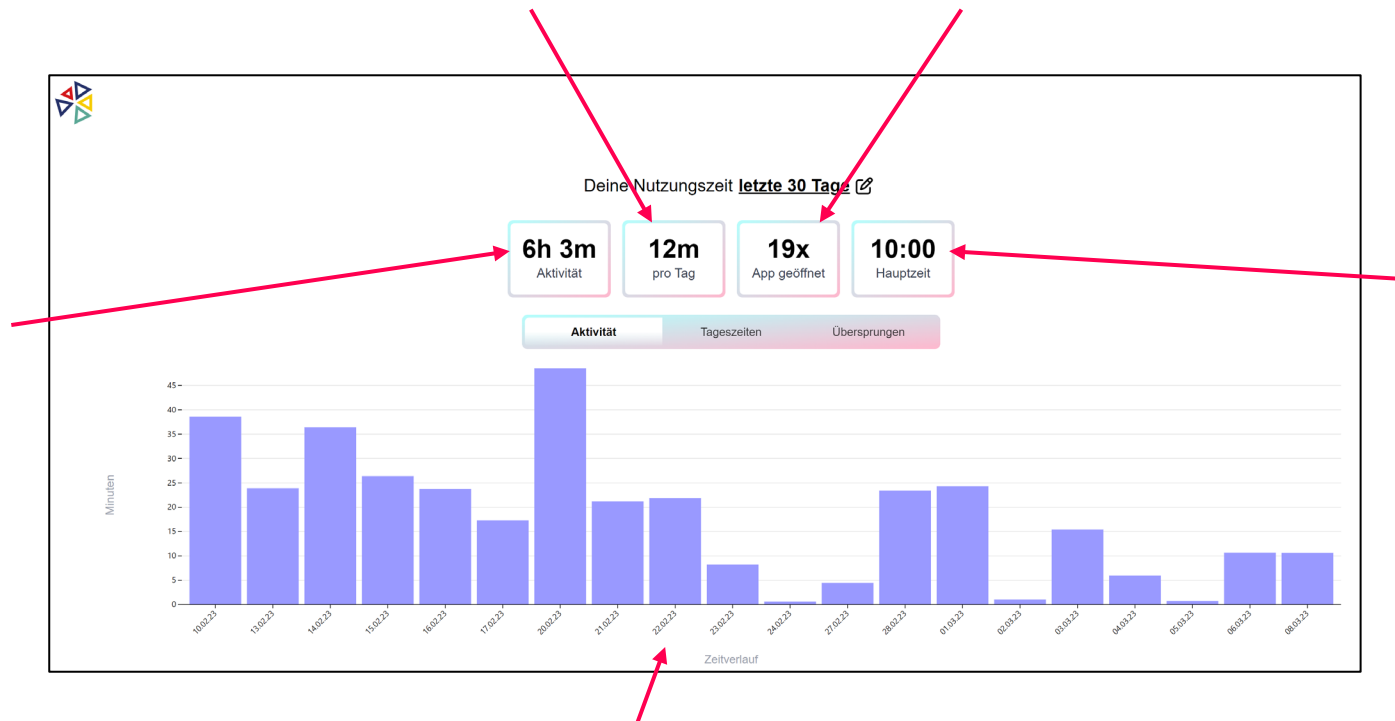 Deine Nutzungszeit letzte 30 Tage
6h 3m
Aktivität
12m
pro Tag
19x
App geöffnet
10:00
Hauptzeit
Aktivität Tageszeiten Übersprungen
Minuten
45
40
35
30
25
20
15
10
5
0
10.02.23 13.02.23 14.02.23 15.02.23 16.02.23 17.02.23 20.02.23 21.02.23 22.02.23 23.02.23 24.02.23 27.02.23 28.02.23 01.03.23 02.03.23 03.03.23 04.03.23 05.03.23 06.03.23 08.03.23
Zeitverlauf